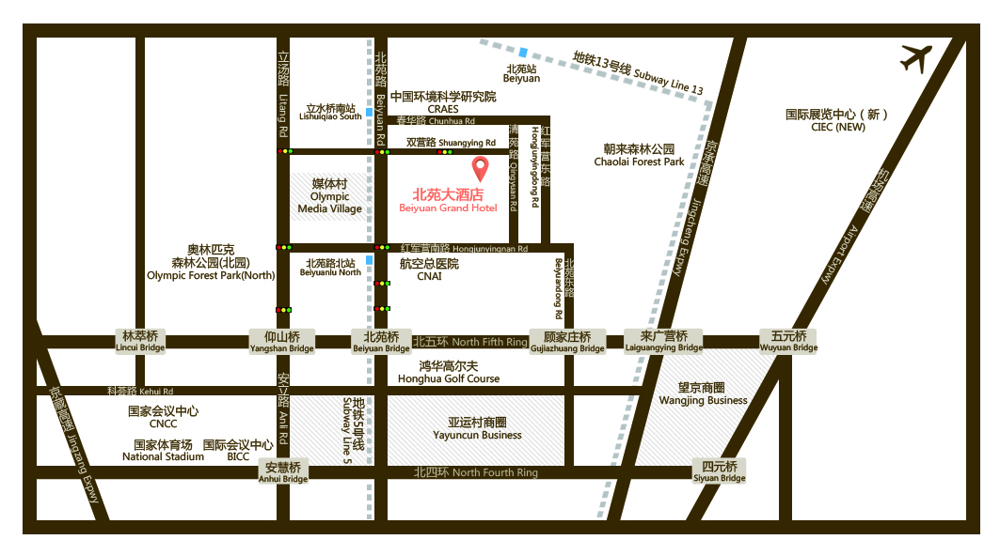 立汤路 Litang Rd
北苑路 Beiyuan Rd
北苑站
Beiyuan
地铁13号线 Subway Line 13
立水桥南站
Lishuiqiao South
中国环境科学研究院
CRAES
春华路 Chunhua Rd
国际展览中心（新）
CIEC (NEW)
双营路 Shuangying Rd
清苑路 Qingyuan Rd
红军营东路
Hongjunyingdong Rd
朝来森林公园
Chaolai Forest Park
京承高速 Jingcheng Expwy
机场高速 Airport Expwy
媒体村
Olympic
Media Village
北苑大酒店
Beiyuan Grand Hotel
奥林匹克
森林公园(北园)
Olympic Forest Park(North)
北苑路北站
Beiyuanlu North
红军营南路 Hongjunyingnan Rd
航空总医院
CNAI
北苑东路
Beiyuandong Rd
林萃桥
Lincui Bridge
仰山桥
Yangshan Bridge
北苑桥
Beiyuan Bridge
北五环 North Fifth Ring
顾家庄桥
Gujiazhuang Bridge
来广营桥
Laiguangying Bridge
五元桥
Wuyuan Bridge
鸿华高尔夫
Honghua Golf Course
科荟路 Kehui Rd
京藏高速 Jingzang Expwy
安立路 Anli Rd
地铁5号线
Subway Line 5
望京商圈
Wangjing Business
国家会议中心
CNCC
亚运村商圈
Yayuncun Business
国家体育场
National Stadium
国际会议中心
BICC
安慧桥
Anhui Bridge
北四环 North Fourth Ring
四元桥
Siyuan Bridge